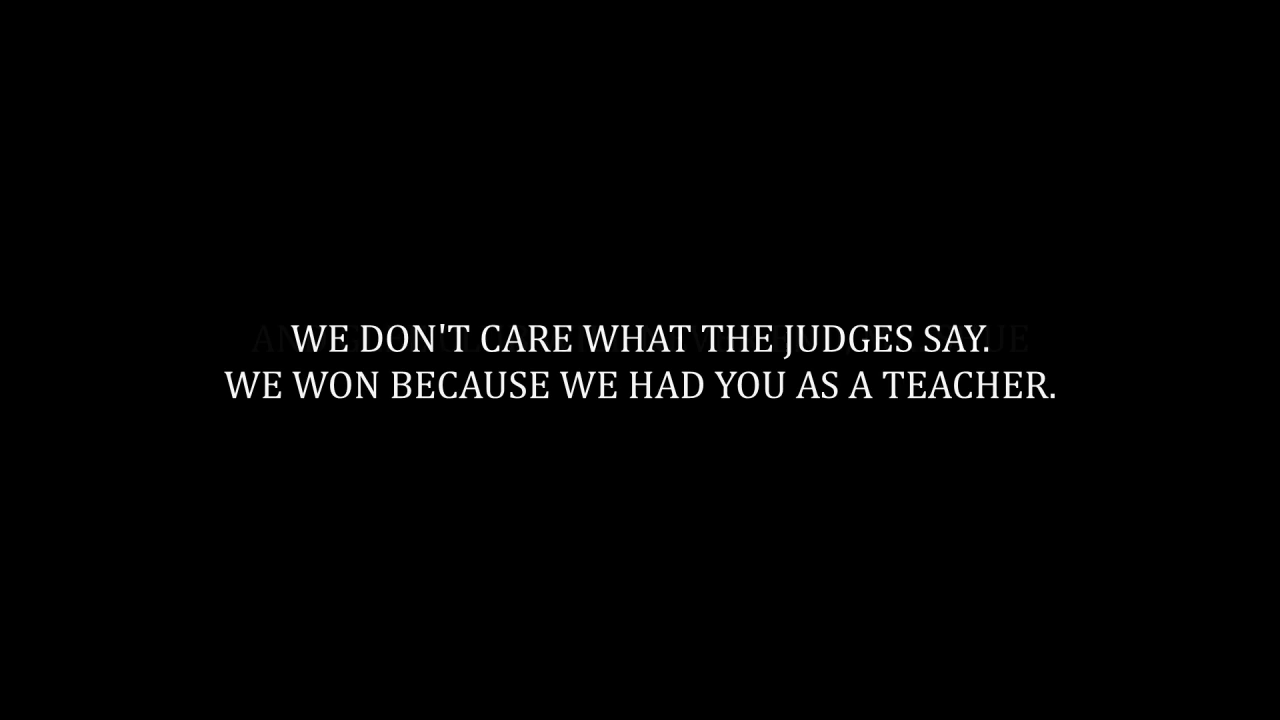 WE DON'T CARE WHAT THE JUDGES SAY.
WE WON BECAUSE WE HAD YOU AS A TEACHER.